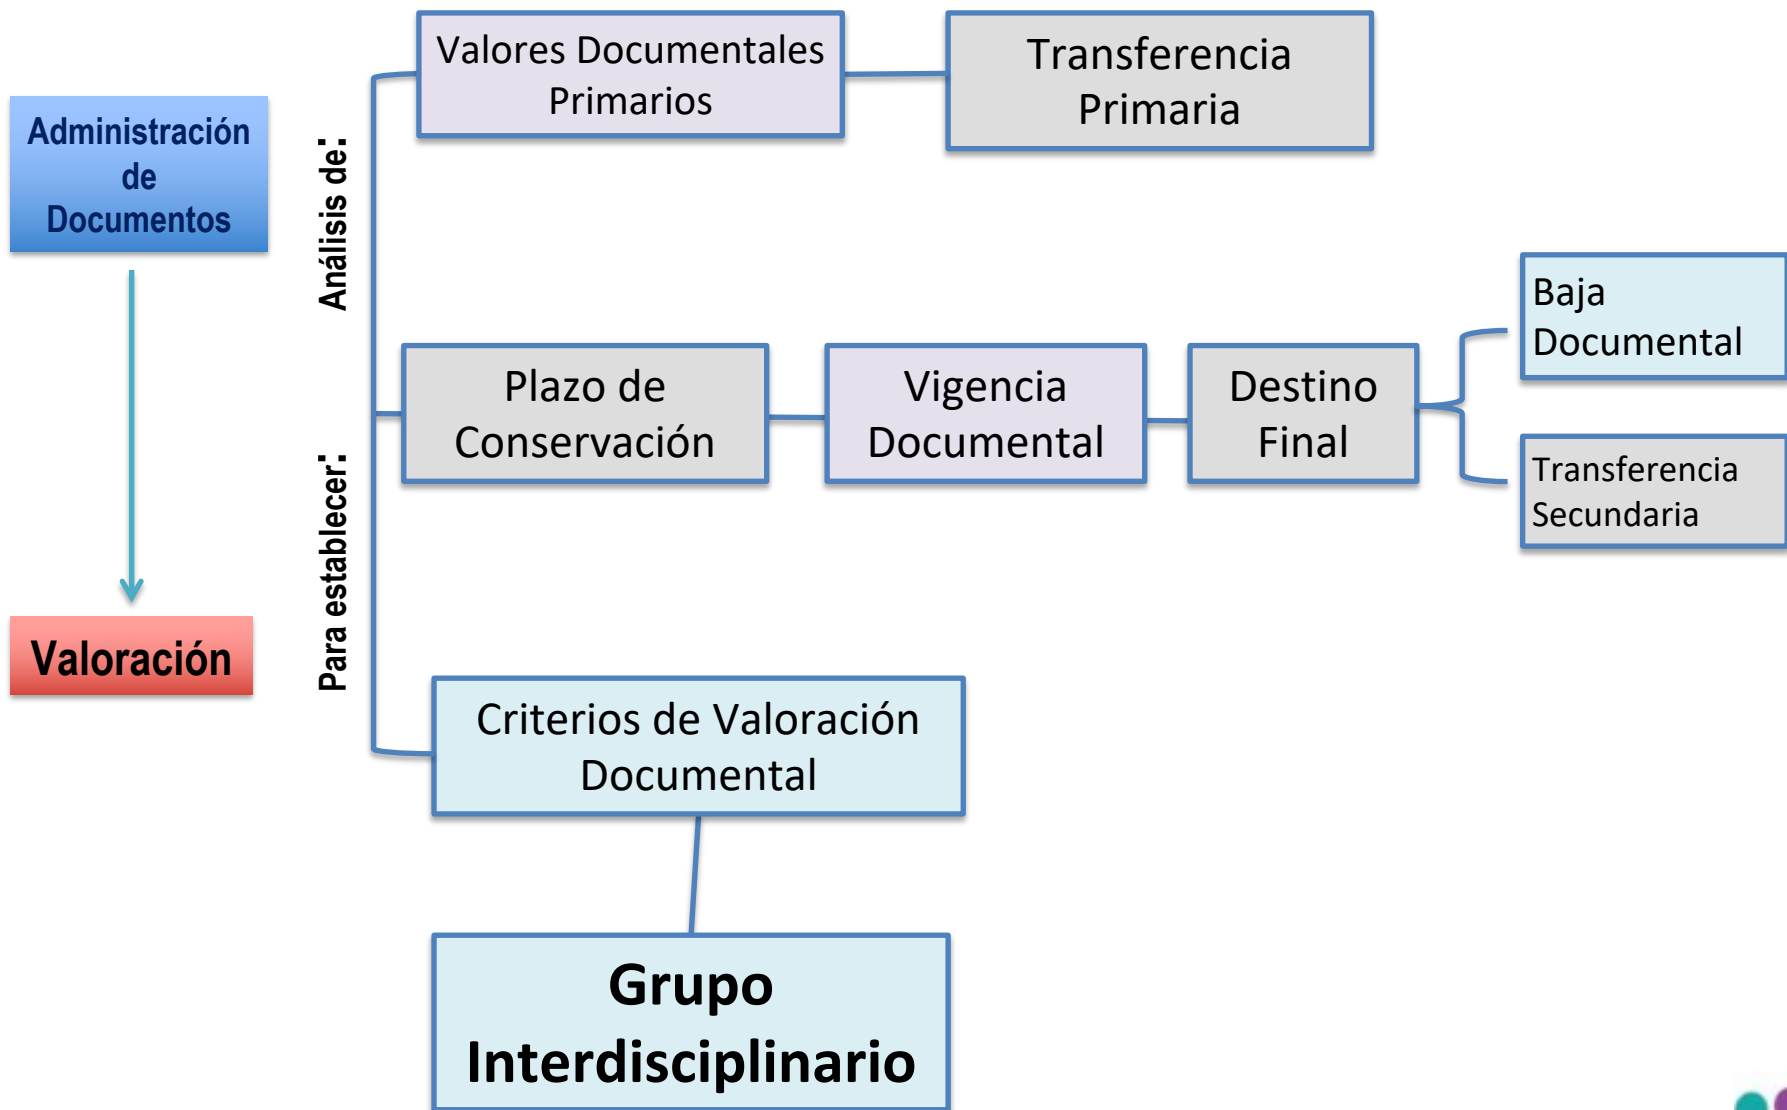 Administración
de
Documentos
Valoración
Análisis de:
Para establecer:
Valores Documentales
Primarios
Transferencia
Primaria
Plazo de
Conservación
Vigencia
Documental
Destino
Final
Baja
Documental
Transferencia
Secundaria
Criterios de Valoración
Documental
Grupo
Interdisciplinario